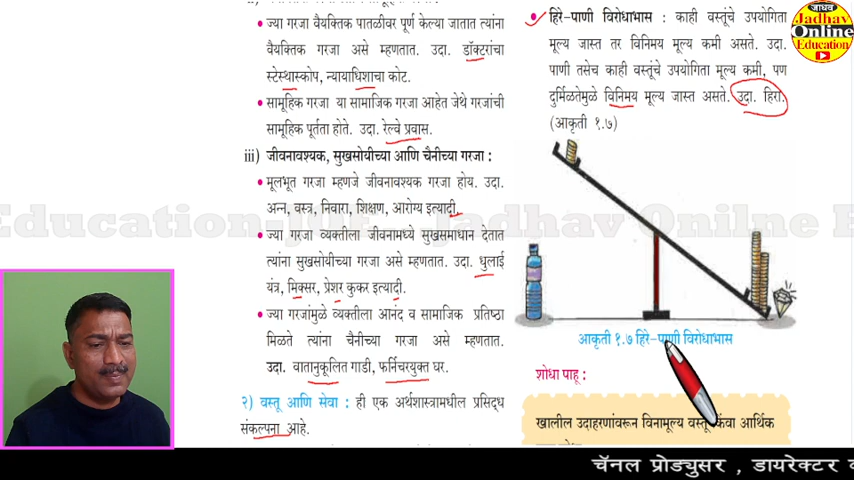 ज्या गरजा वैयक्तिक पातळीवर पूर्ण केल्या जातात त्यांना
वैयक्तिक गरजा असे म्हणतात. उदा. डॉक्टरांचा
स्टेस्थास्कोप, न्यायाधिशाचा कोट.
• सामूहिक गरजा या सामाजिक गरजा आहेत जेथे गरजांची
सामूहिक पूर्तता होते. उदा. रेल्वे प्रवास.
iii) जीवनावश्यक, सुखसोयीच्या आणि चैनीच्या गरजा :
• मूलभूत गरजा म्हणजे जीवनावश्यक गरजा होय. उदा.
अन्न, वस्त्र, निवारा, शिक्षण, आरोग्य इत्यादी.
• ज्या गरजा व्यक्तीला जीवनामध्ये सुखसमाधान देतात
त्यांना सुखसोयीच्या गरजा असे म्हणतात. उदा. धुलाई
यंत्र, मिक्सर, प्रेशर कुकर इत्यादी.
• ज्या गरजांमुळे व्यक्तीला आनंद व सामाजिक प्रतिष्ठा
मिळते त्यांना चैनीच्या गरजा असे म्हणतात.
उदा. वातानुकूलित गाडी, फर्निचरयुक्त घर.
२) वस्तू आणि सेवा : ही एक अर्थशास्त्रामधील प्रसिद्ध
संकल्पना आहे.
• हिरे-पाणी विरोधाभास : काही वस्तूंचे उपयोगिता
मूल्य जास्त तर विनिमय मूल्य कमी असते. उदा.
पाणी तसेच काही वस्तूंचे उपयोगिता मूल्य कमी, पण
दुर्मिळतेमुळे विनिमय मूल्य जास्त असते. उदा. हिरा.
(आकृती १.७)
आकृती १.७ हिरे-पाणी विरोधाभास
शोधा पाहू :
खालील उदाहरणांवरून विनामूल्य वस्तू किंवा आर्थिक
जाधव
Jadhav
Online
Education
Education
Jadhav Online E
चॅनल प्रोड्युसर , डायरेक्टर व